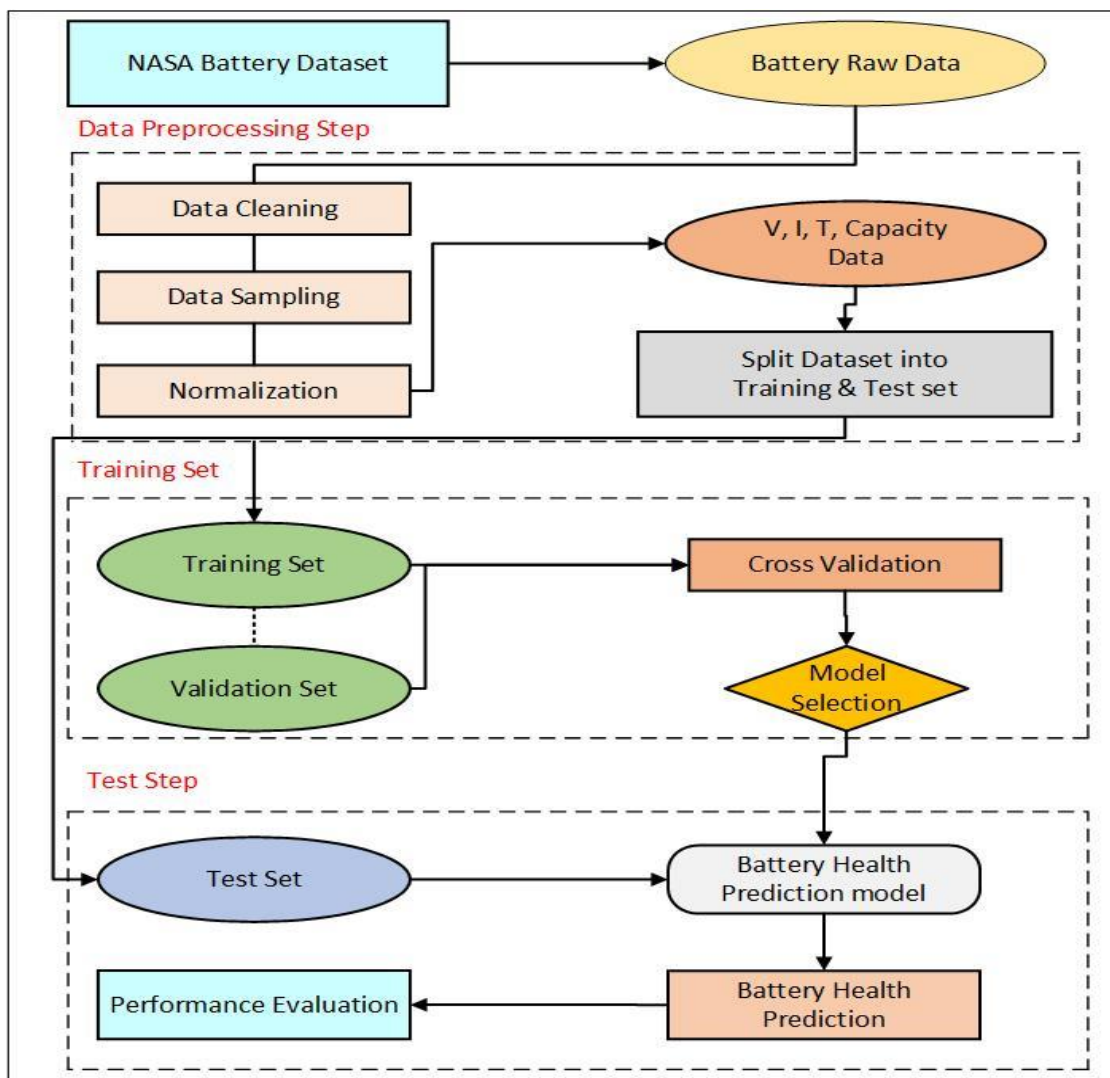 NASA Battery Dataset
Battery Raw Data
Data Preprocessing Step
Data Cleaning
Data Sampling
Normalization
V, I, T, Capacity
Data
Split Dataset into
Training & Test set
Training Set
Training Set
Validation Set
Cross Validation
Model
Selection
Test Step
Test Set
Battery Health
Prediction model
Battery Health
Prediction
Performance Evaluation